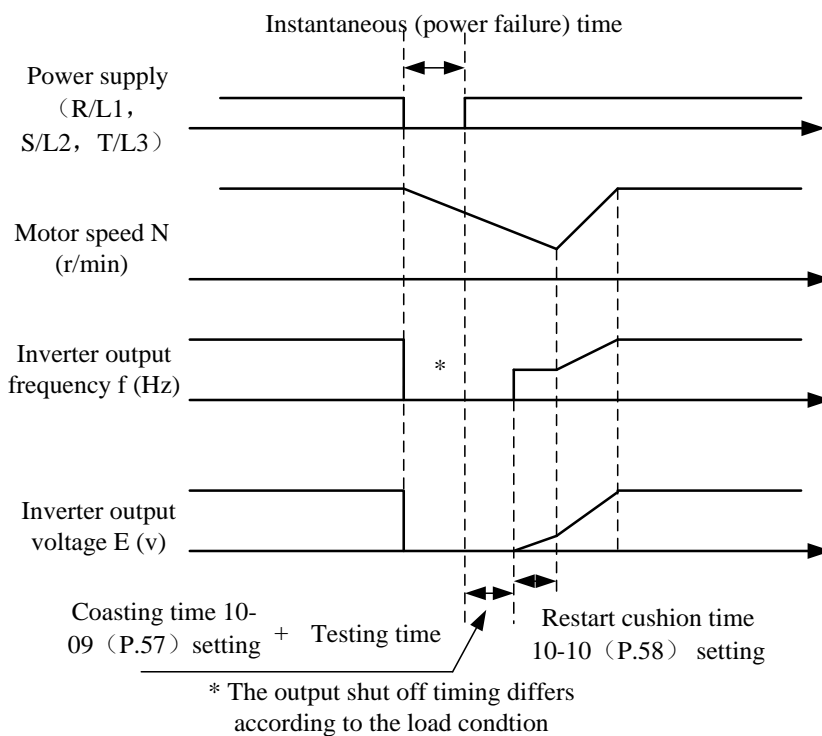 Instantaneous (power failure) time
Power supply
（R/L1，
S/L2，T/L3）
Motor speed N
(r/min)
Inverter output
frequency f (Hz)
*
Inverter output
voltage E (v)
Coasting time 10-
09（P.57）setting + Testing time
Restart cushion time
10-10（P.58） setting
* The output shut off timing differs
according to the load condtion